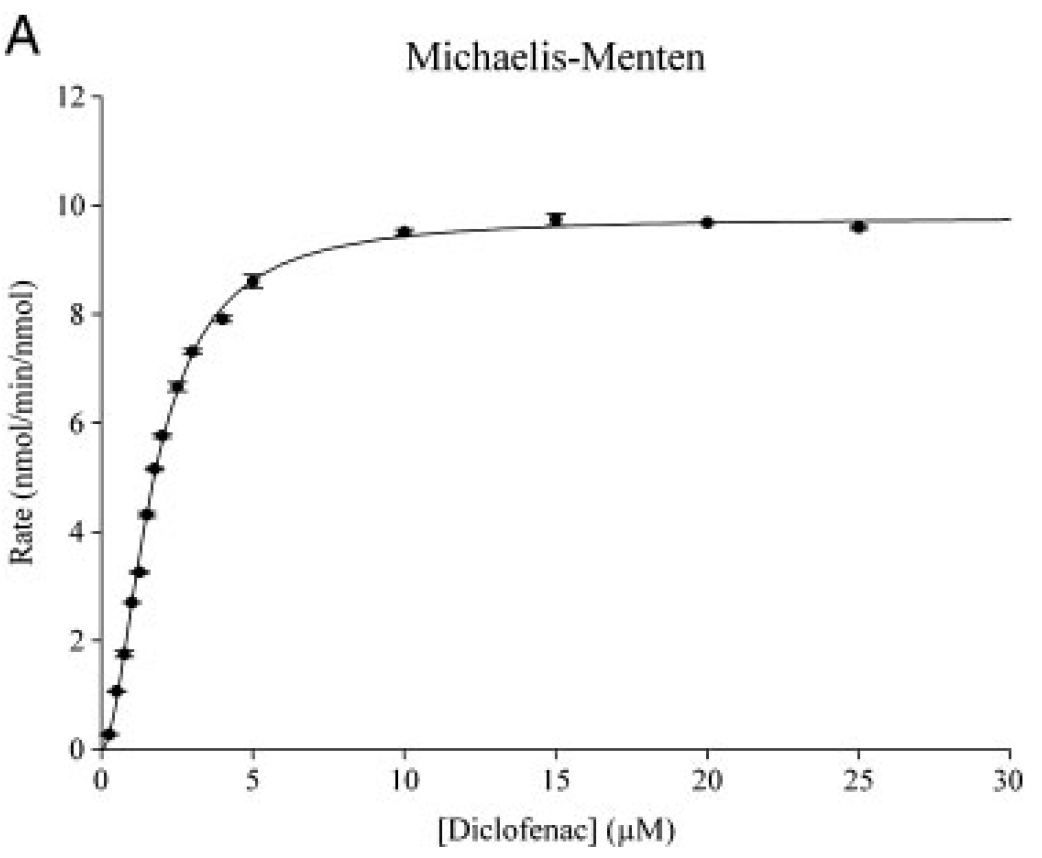 A
Michaelis-Menten
12
10
8
6
4
2
0
Rate (nmol/min/nmol)
0 5 10 15 20 25 30
[Diclofenac] (µM)